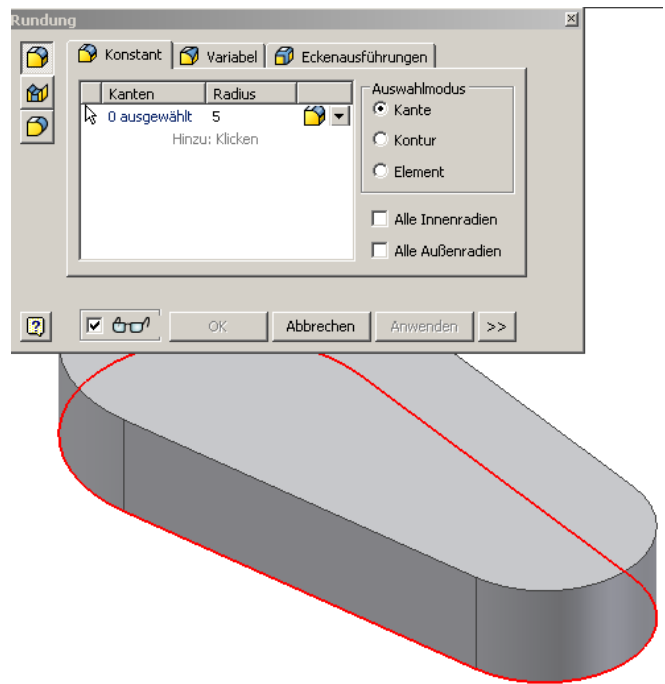 Rundung
Konstant Variabel Eckenausführungen
Kanten Radius
0 ausgewählt 5
Hinzu: Klicken
Auswahlmodus
Kante
Kontur
Element
Alle Innenradien
Alle Außenradien
? OK Abbrechen Anwenden >>